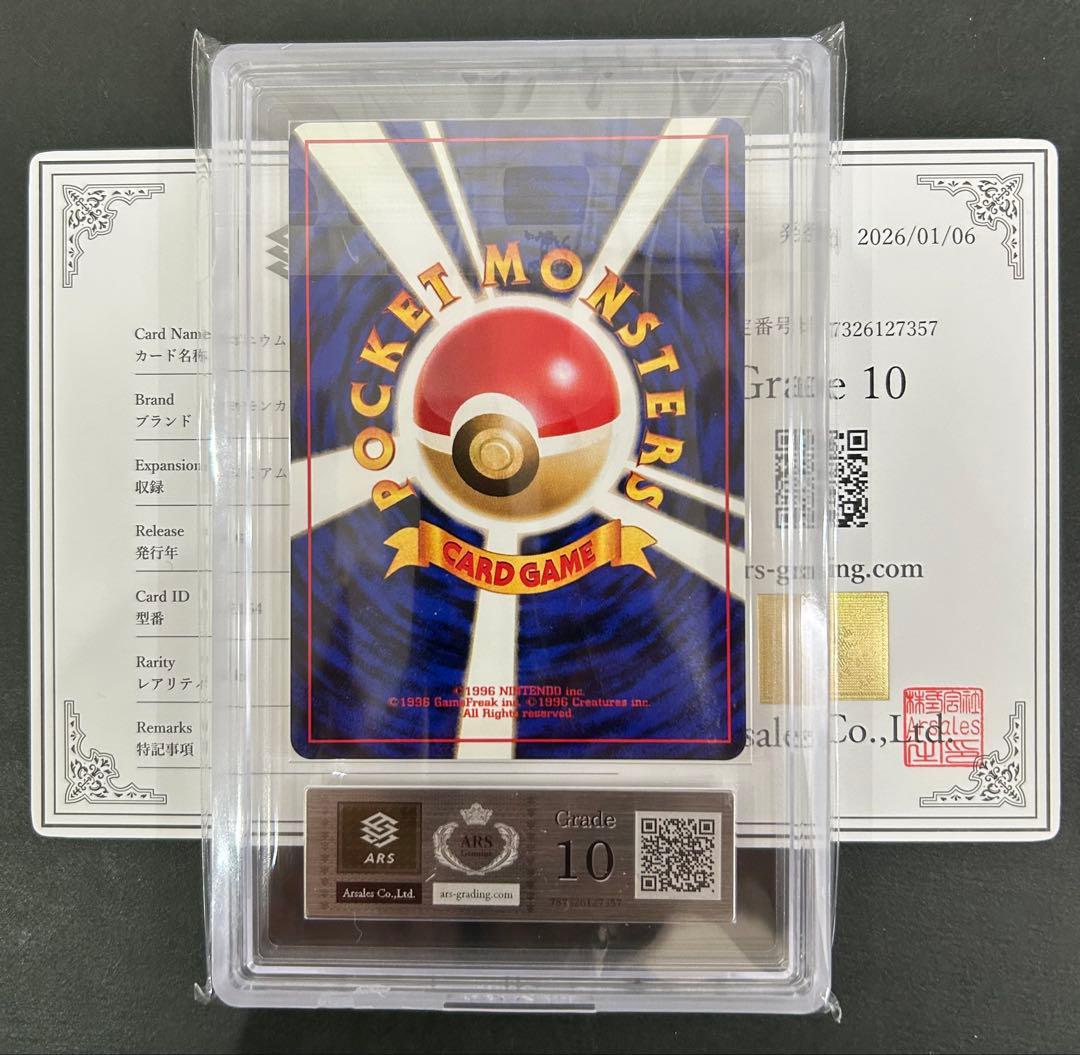 POCKET MONSTERS
CARD GAME
©1996 NINTENDO inc.
©1996 GameFreak inc. ©1996 Creatures inc.
All Rights reserved.
Card Name
カード名称
Brand
ブランド
Expansion
収録
Release
発行年
Card ID
型番
Rarity
レアリティ
Remarks
特記事項
2026/01/06
7326127357
Grade 10
rs-grading.com
Co.,Ltd.
Arsales
ARS
Arsales Co.,Ltd.
ARS
Genuine
ars-grading.com
Grade
10
787326127357